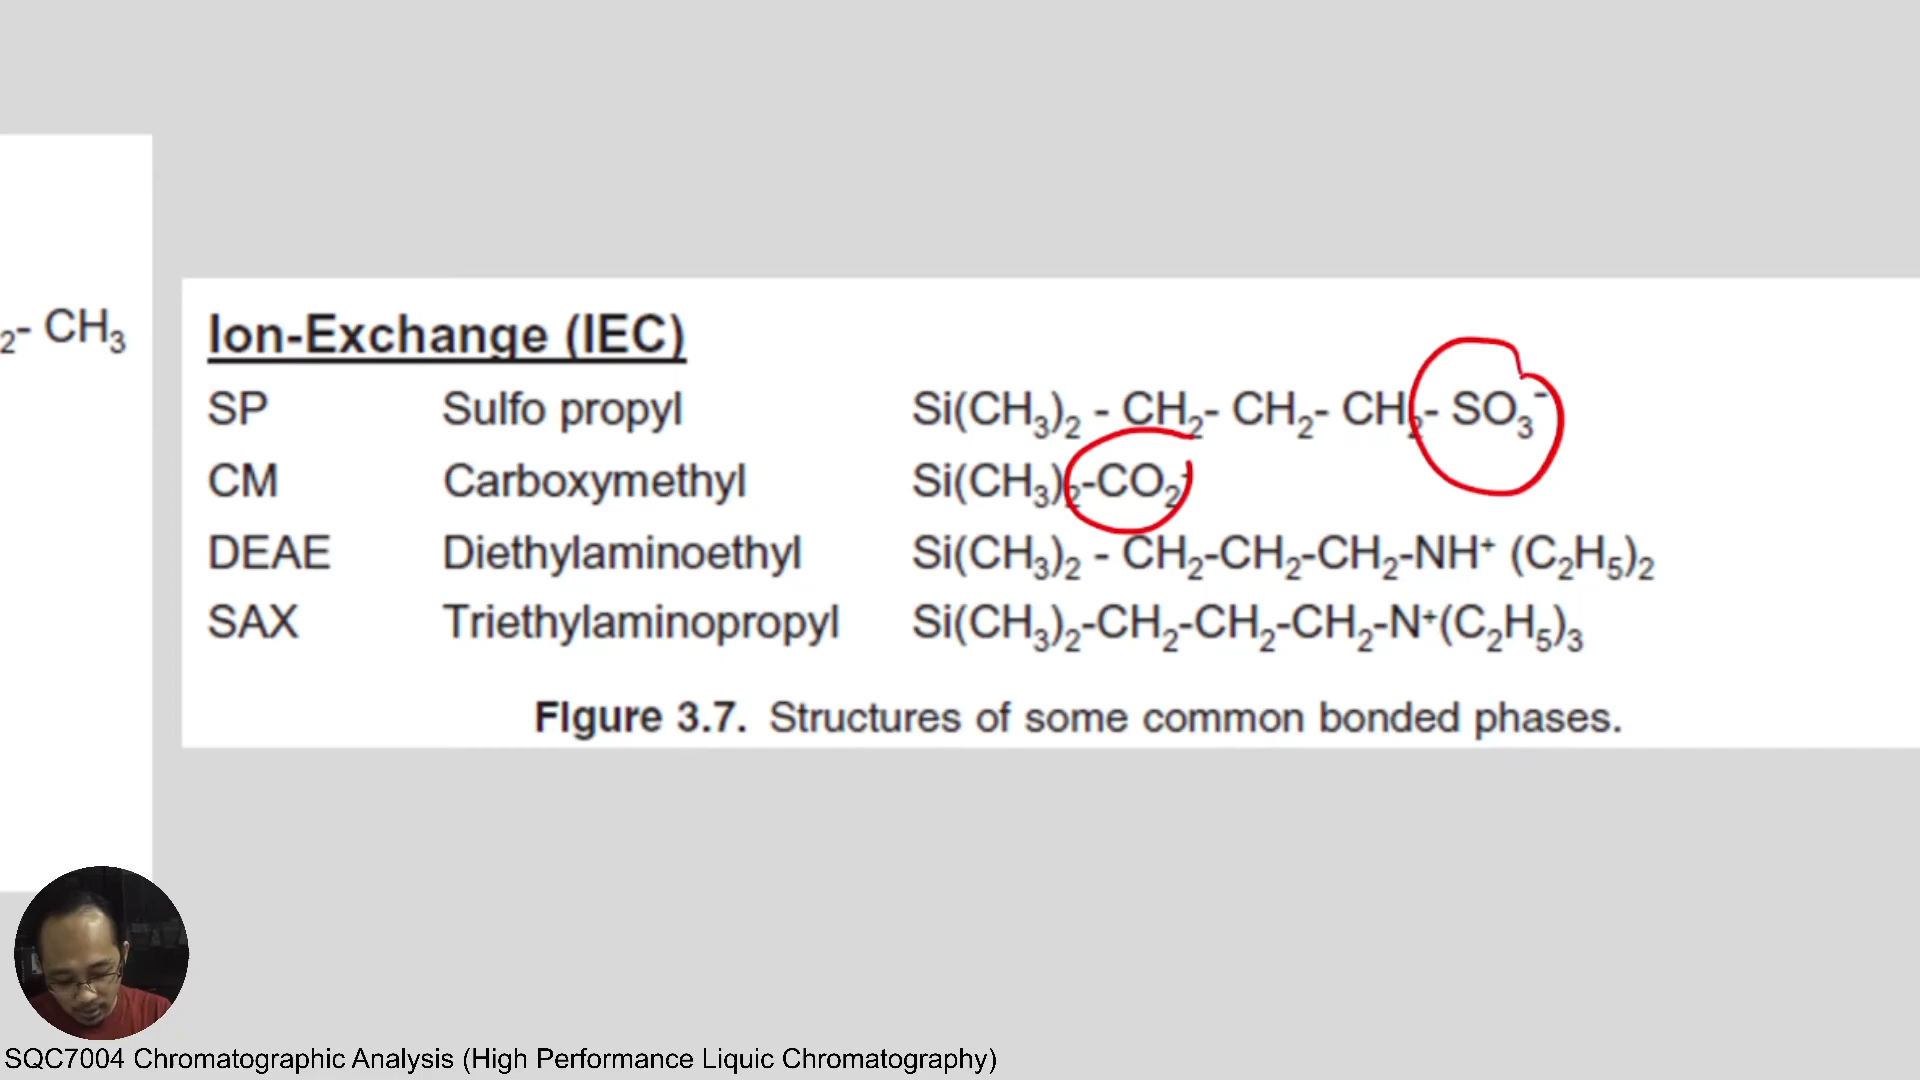 ₂- CH₃
Ion-Exchange (IEC)
SP Sulfo propyl Si(CH₃)₂ - CH₂- CH₂- CH₂- SO₃⁻
CM Carboxymethyl Si(CH₃)₂-CO₂⁻
DEAE Diethylaminoethyl Si(CH₃)₂ - CH₂-CH₂-CH₂-NH⁺ (C₂H₅)₂
SAX Triethylaminopropyl Si(CH₃)₂-CH₂-CH₂-CH₂-N⁺(C₂H₅)₃
Figure 3.7. Structures of some common bonded phases.
SQC7004 Chromatographic Analysis (High Performance Liquic Chromatography)